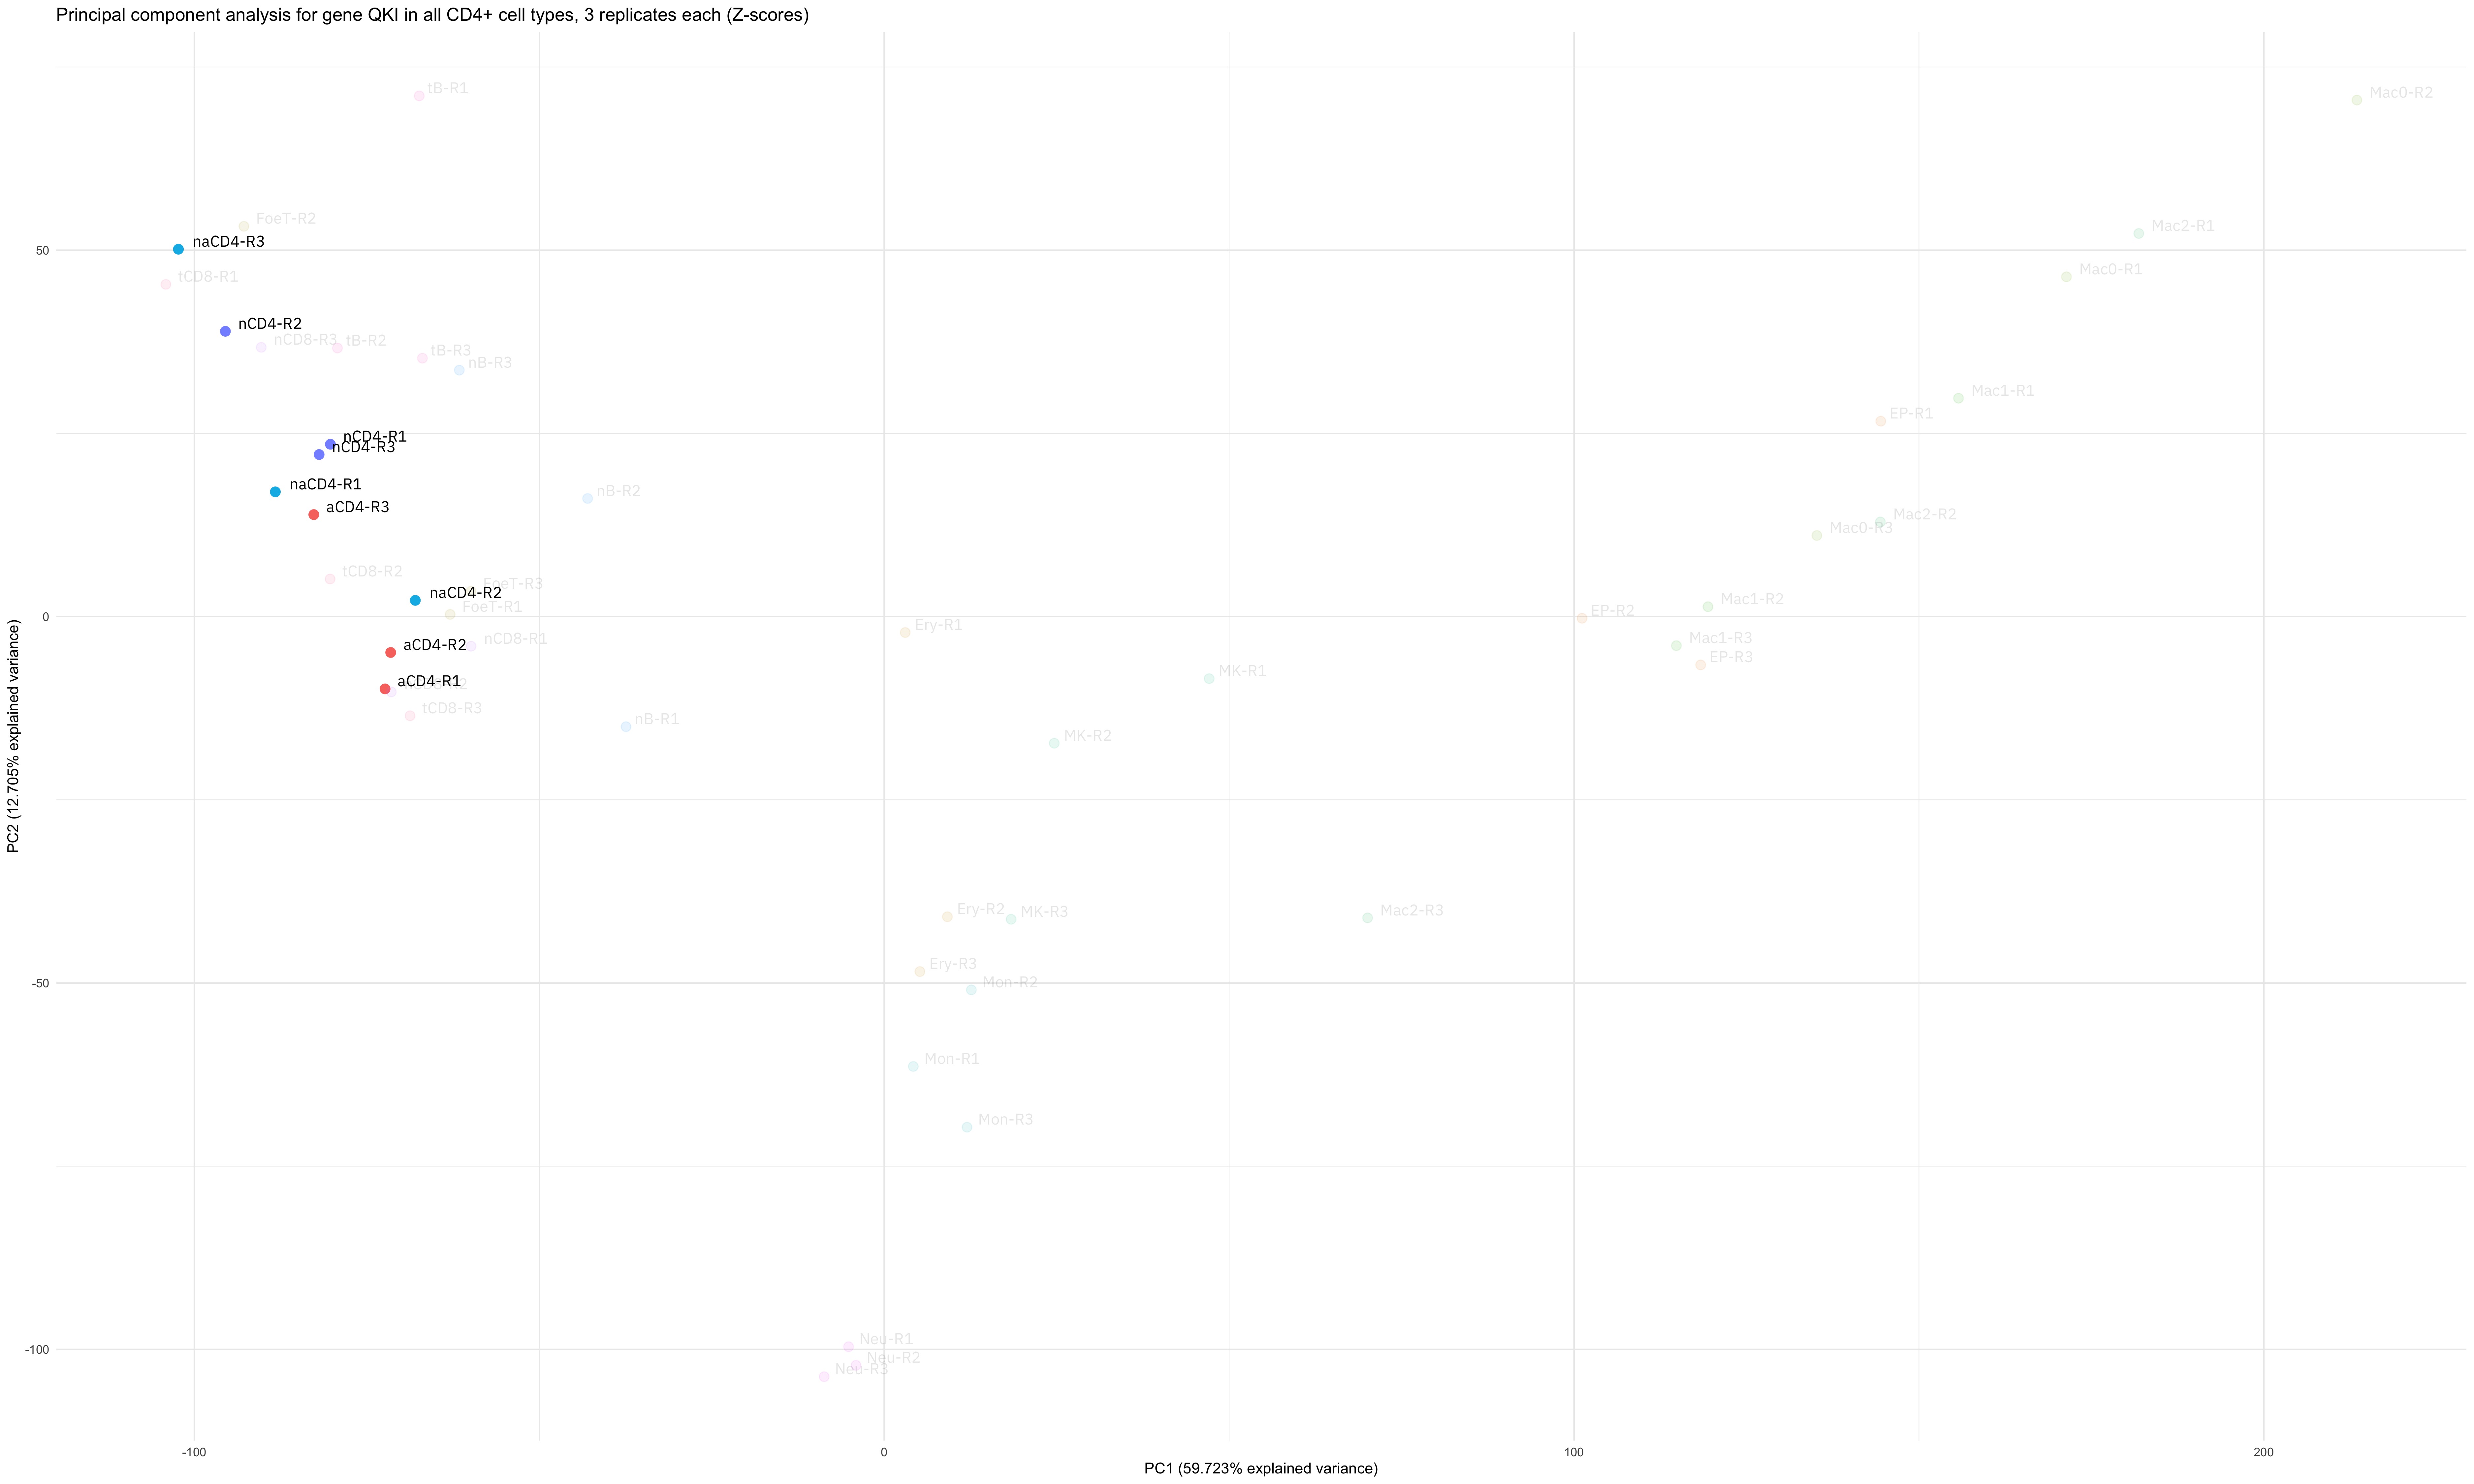 Principal component analysis for gene QKI in all CD4+ cell types, 3 replicates each (Z-scores)
tB-R1
Mac0-R2
FoeT-R2
Mac2-R1
naCD4-R3
50
Mac0-R1
tCD8-R1
nCD4-R2
nCD8-R3
tB-R2
tB-R3
nB-R3
Mac1-R1
EP-R1
nCD4-R1
nCD4-R3
naCD4-R1
nB-R2
aCD4-R3
Mac2-R2
Mac0-R3
tCD8-R2
FoeT-R3
naCD4-R2
Mac1-R2
FoeT-R1
EP-R2
0
Ery-R1
nCD8-R1
Mac1-R3
aCD4-R2
EP-R3
MK-R1
aCD4-R1
tCD8-R3
nB-R1
MK-R2
PC2 (12.705% explained variance)
Ery-R2
MK-R3
Mac2-R3
Ery-R3
-50
Mon-R2
Mon-R1
Mon-R3
Neu-R1
-100
Neu-R2
Neu-R3
-100
0
100
200
PC1 (59.723% explained variance)